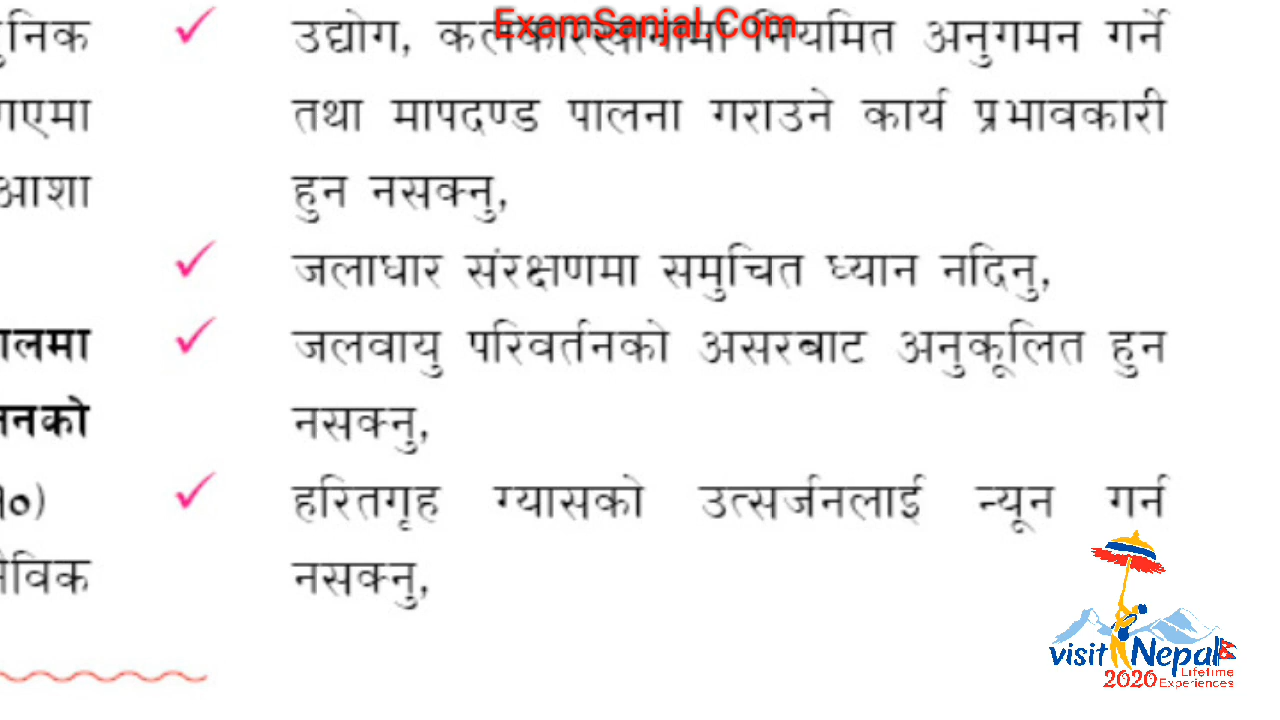 ExamSanjal.Com
उद्योग, कलकारखानामा नियमित अनुगमन गर्ने
तथा मापदण्ड पालना गराउने कार्य प्रभावकारी
हुन नसक्नु,
जलाधार संरक्षणमा समुचित ध्यान नदिनु,
जलवायु परिवर्तनको असरबाट अनुकूलित हुन
नसक्नु,
हरितगृह ग्यासको उत्सर्जनलाई न्यून गर्न
नसक्नु,
आशा
visit Nepal
2020 Lifetime Experiences